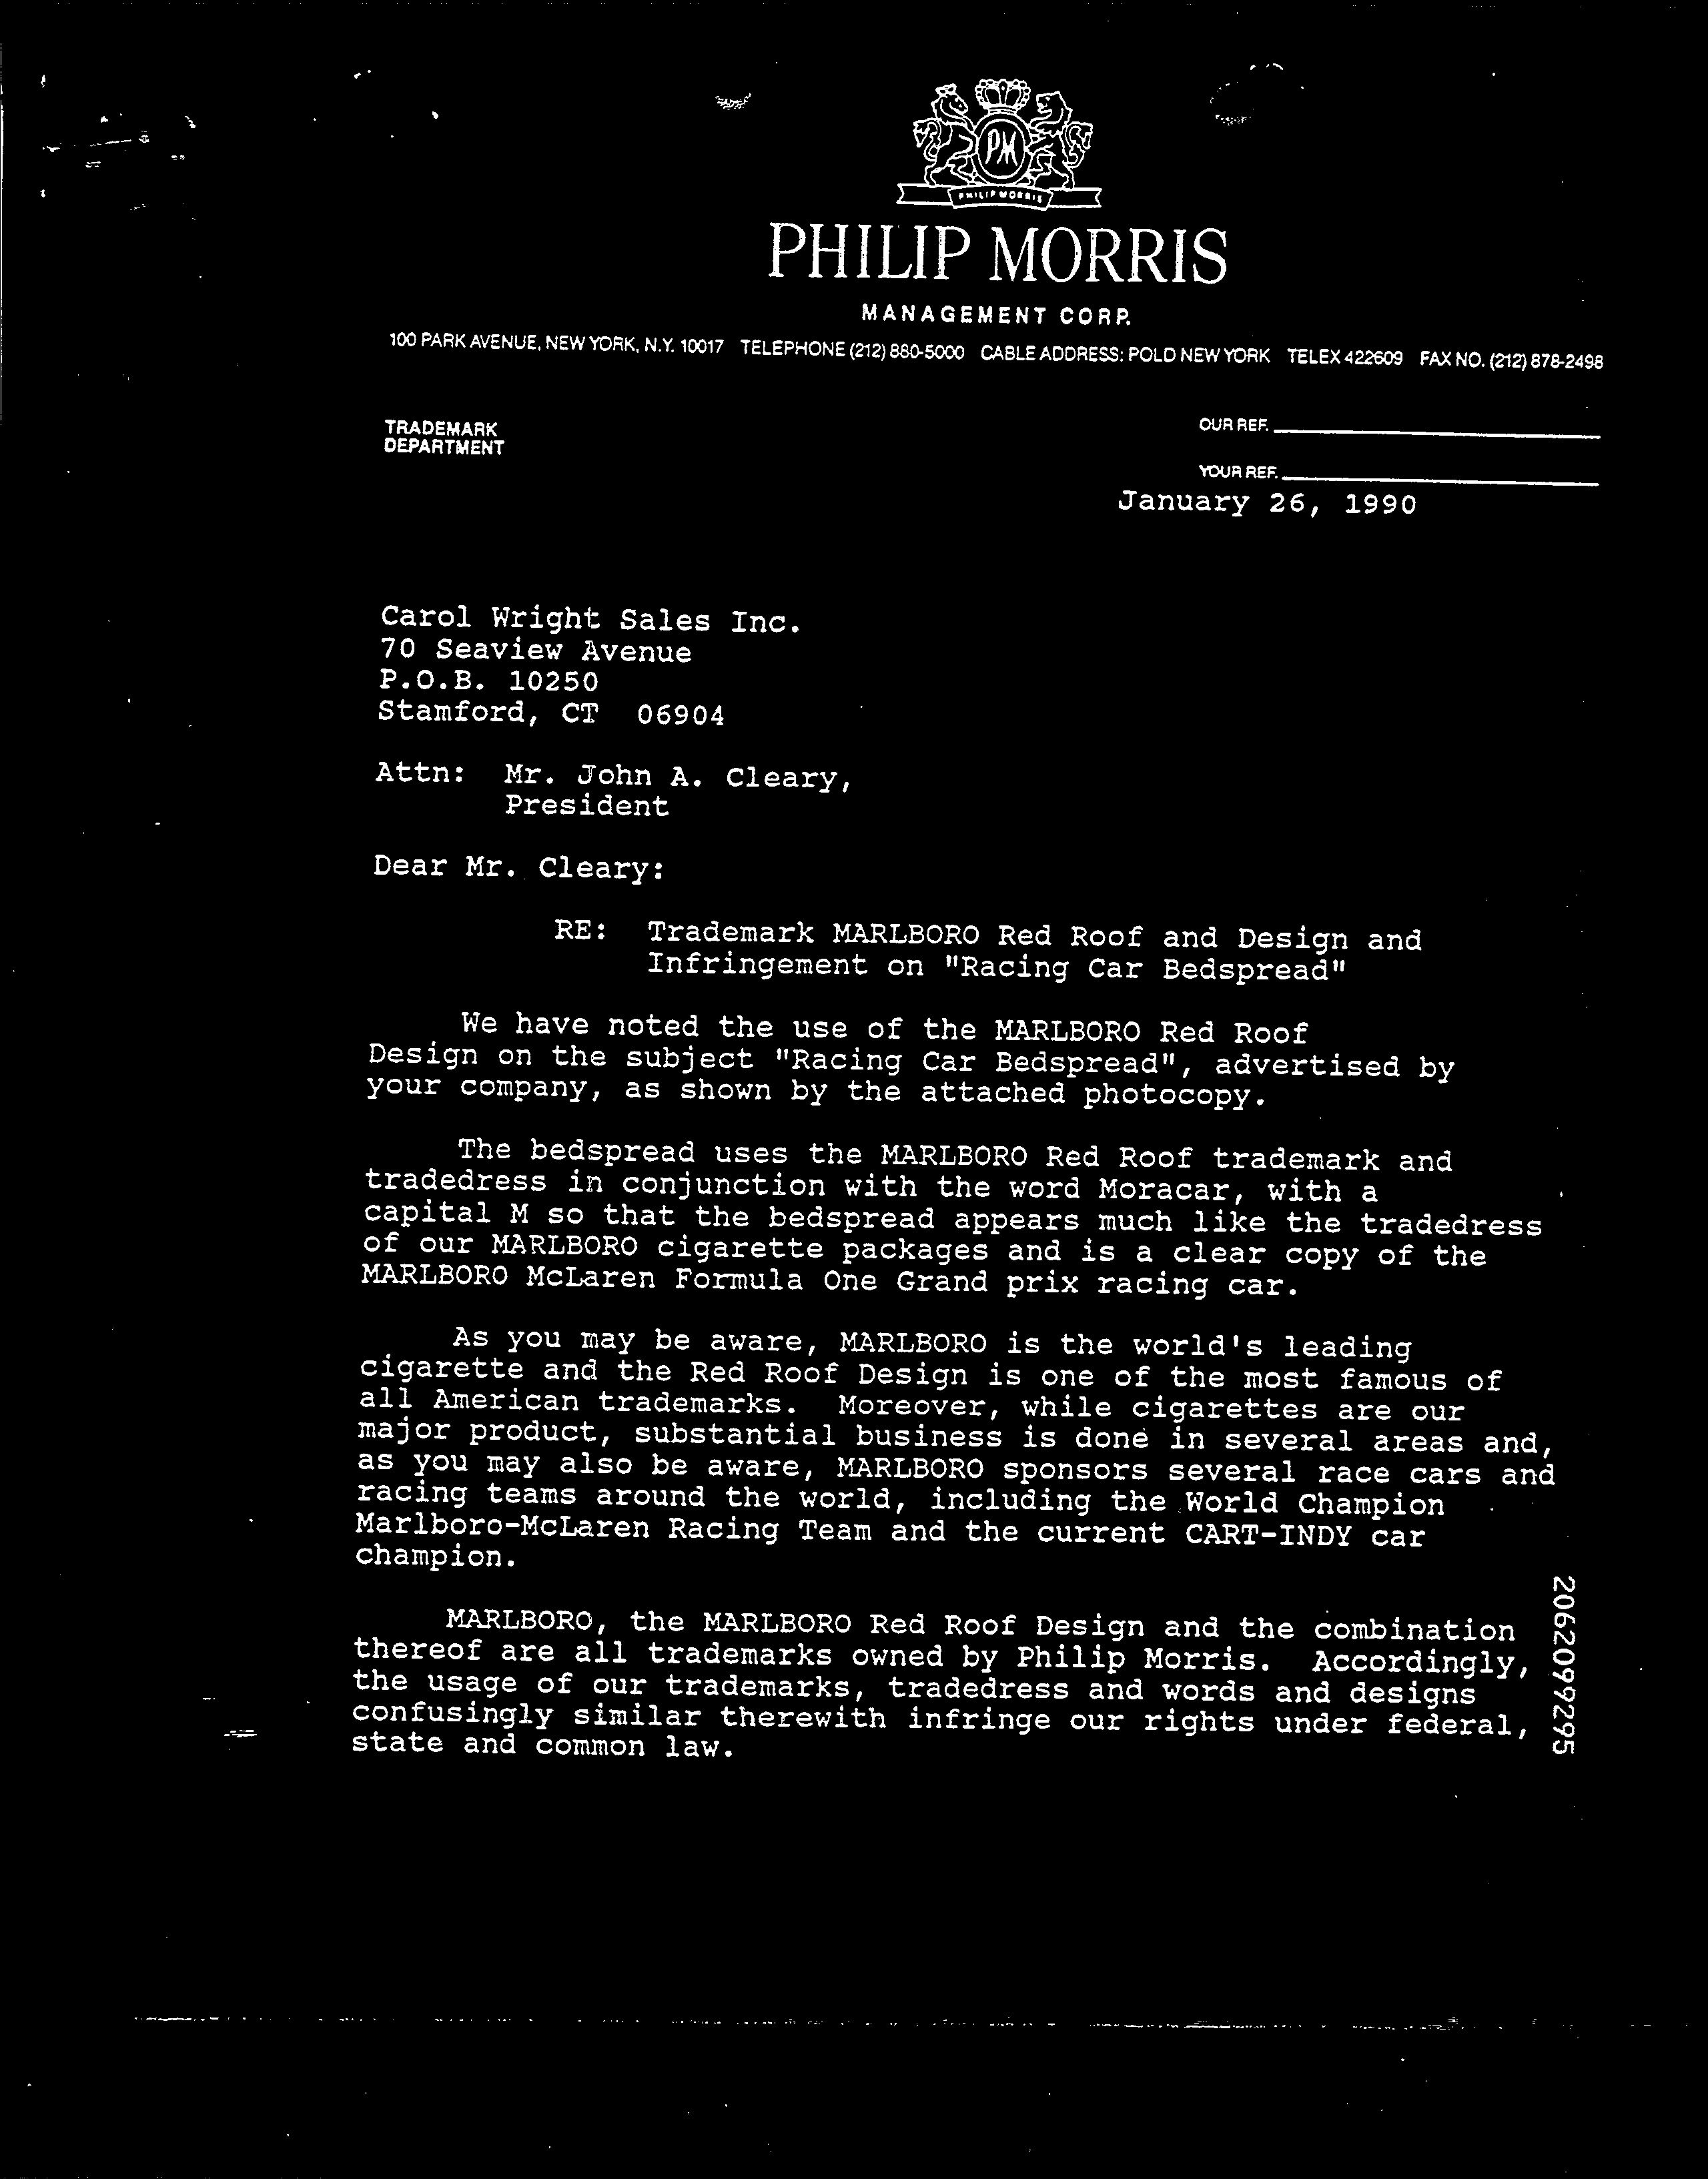 PM
PHILIP MORRIS
PHILIP MORRIS
MANAGEMENT CORP.
100 PARK AVENUE, NEW YORK, N.Y. 10017 TELEPHONE (212) 880-5000 CABLE ADDRESS: POLD NEW YORK TELEX 422609 FAX NO. (212) 878-2498
TRADEMARK
DEPARTMENT
OUR REF.
YOUR REF.
January 26, 1990
Carol Wright Sales Inc.
70 Seaview Avenue
P.O.B. 10250
Stamford, CT 06904
Attn: Mr. John A. Cleary,
President
Dear Mr. Cleary:
RE: Trademark MARLBORO Red Roof and Design and
Infringement on "Racing Car Bedspread"
We have noted the use of the MARLBORO Red Roof
Design on the subject "Racing Car Bedspread", advertised by
your company, as shown by the attached photocopy.
The bedspread uses the MARLBORO Red Roof trademark and
tradedress in conjunction with the word Moracar, with a
capital M so that the bedspread appears much like the tradedress
of our MARLBORO cigarette packages and is a clear copy of the
MARLBORO McLaren Formula One Grand prix racing car.
As you may be aware, MARLBORO is the world's leading
cigarette and the Red Roof Design is one of the most famous of
all American trademarks. Moreover, while cigarettes are our
major product, substantial business is done in several areas and,
as you may also be aware, MARLBORO sponsors several race cars and
racing teams around the world, including the World Champion
Marlboro-McLaren Racing Team and the current CART-INDY car
champion.
MARLBORO, the MARLBORO Red Roof Design and the combination
thereof are all trademarks owned by Philip Morris. Accordingly,
the usage of our trademarks, tradedress and words and designs
confusingly similar therewith infringe our rights under federal,
state and common law.
2062099295